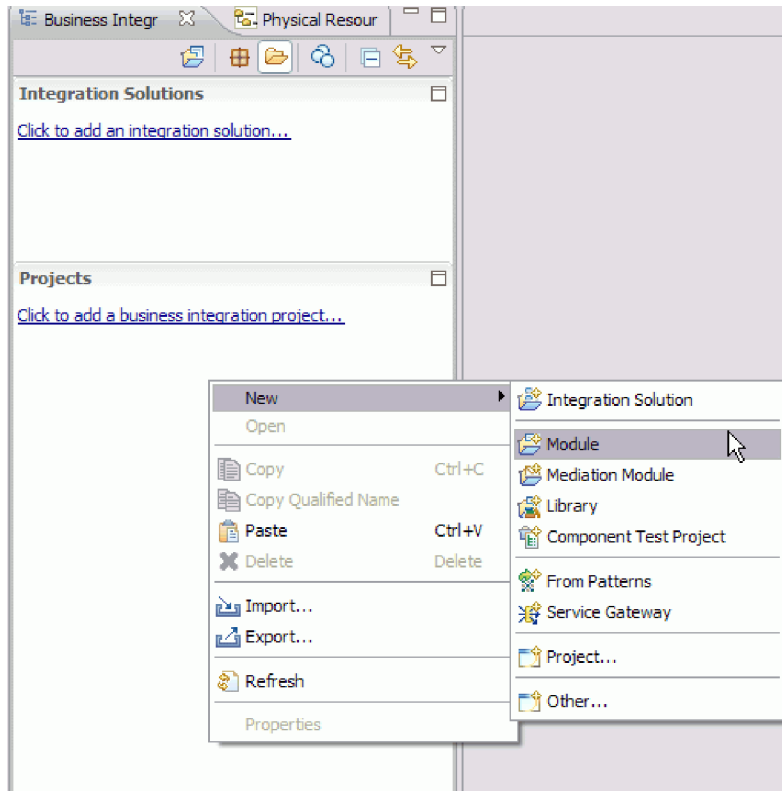 Business Integr
Physical Resour
Integration Solutions
Click to add an integration solution...
Projects
Click to add a business integration project...
New
Open
Copy Ctrl+C
Copy Qualified Name
Paste Ctrl+V
Delete Delete
Import...
Export...
Refresh
Properties
Integration Solution
Module
Mediation Module
Library
Component Test Project
From Patterns
Service Gateway
Project...
Other...